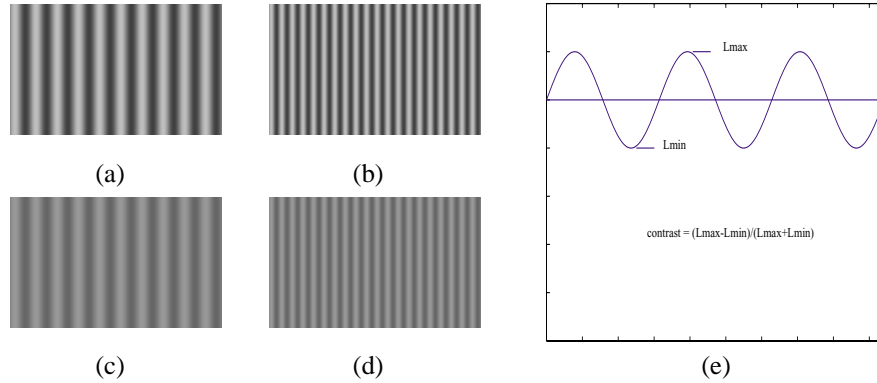 (a)
(b)
Lmax
Lmin
(c)
(d)
contrast = (Lmax-Lmin)/(Lmax+Lmin)
(e)